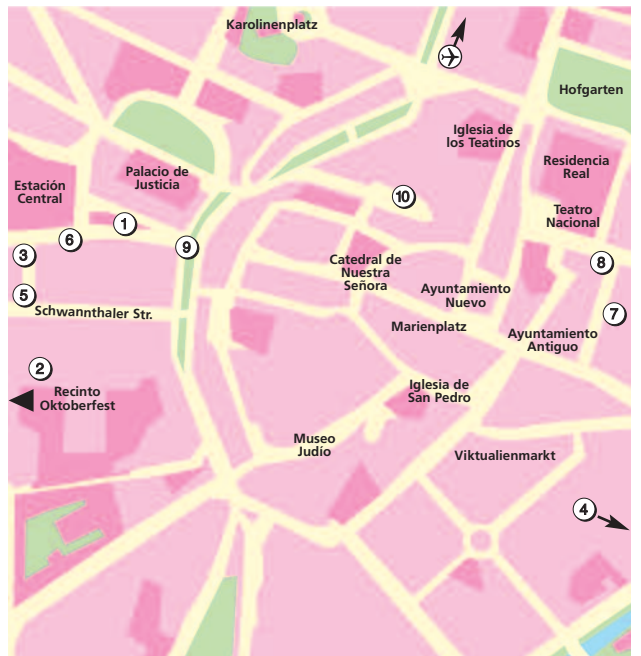 Karolinenplatz
Hofgarten
Iglesia de
los Teatinos
Residencia
Real
Palacio de
Justicia
Estación
Central
10
Teatro
Nacional
1
6
9
3
8
Catedral de
Nuestra
Señora
5
Ayuntamiento
Nuevo
Schwannthaler Str.
7
Marienplatz
Ayuntamiento
Antiguo
2
Recinto
Oktoberfest
Iglesia de
San Pedro
Museo
Judío
Viktualienmarkt
4